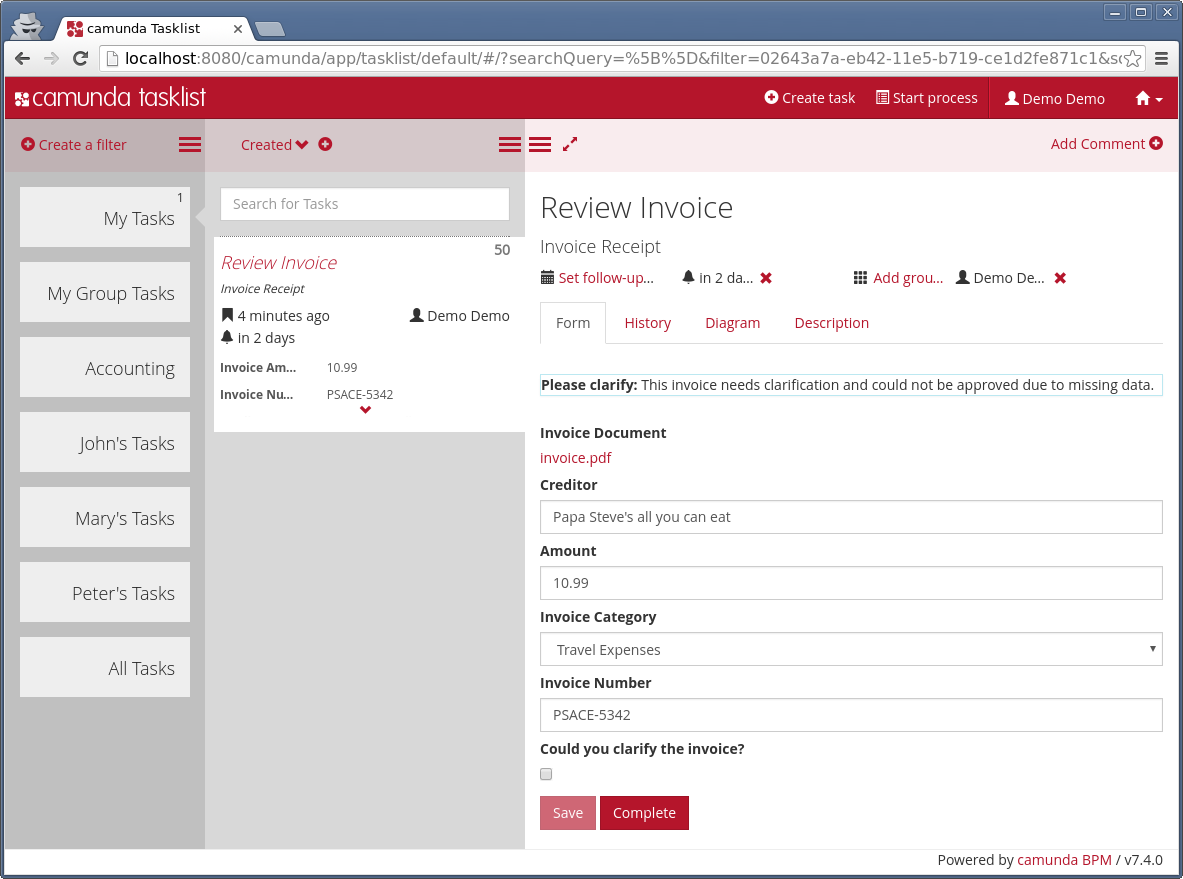 camunda Tasklist
localhost:8080/camunda/app/tasklist/default/#/?searchQuery=%5B%5D&filter=02643a7a-eb42-11e5-b719-ce1d2fe871c1&so
camunda tasklist
Create task
Start process
Demo Demo
Create a filter
Created
Add Comment
1
My Tasks
My Group Tasks
Accounting
John's Tasks
Mary's Tasks
Peter's Tasks
All Tasks
Search for Tasks
50
Review Invoice
Invoice Receipt
4 minutes ago
Demo Demo
in 2 days
Invoice Am... 10.99
Invoice Nu... PSACE-5342
Review Invoice
Invoice Receipt
Set follow-up... in 2 da... Add grou... Demo De...
Form History Diagram Description
Please clarify: This invoice needs clarification and could not be approved due to missing data.
Invoice Document
invoice.pdf
Creditor
Papa Steve's all you can eat
Amount
10.99
Invoice Category
Travel Expenses
Invoice Number
PSACE-5342
Could you clarify the invoice?
Save Complete
Powered by camunda BPM / v7.4.0